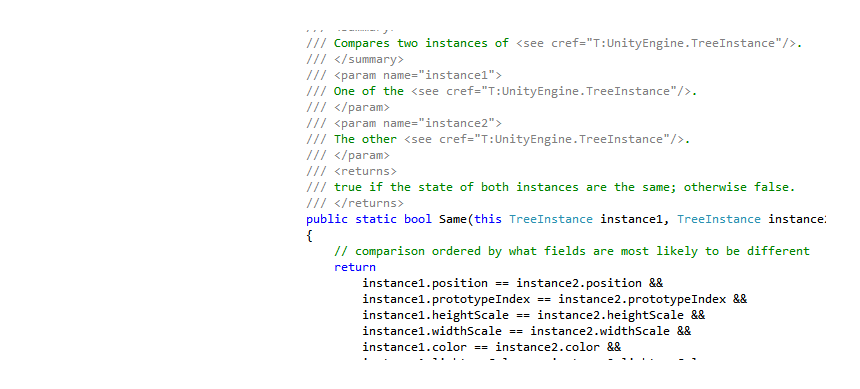 /// <summary>
/// Compares two instances of <see cref="T:UnityEngine.TreeInstance"/>.
/// </summary>
/// <param name="instance1">
/// One of the <see cref="T:UnityEngine.TreeInstance"/>.
/// </param>
/// <param name="instance2">
/// The other <see cref="T:UnityEngine.TreeInstance"/>.
/// </param>
/// <returns>
/// true if the state of both instances are the same; otherwise false.
/// </returns>
public static bool Same(this TreeInstance instance1, TreeInstance instance2
{
// comparison ordered by what fields are most likely to be different
return
instance1.position == instance2.position &&
instance1.prototypeIndex == instance2.prototypeIndex &&
instance1.heightScale == instance2.heightScale &&
instance1.widthScale == instance2.widthScale &&
instance1.color == instance2.color &&